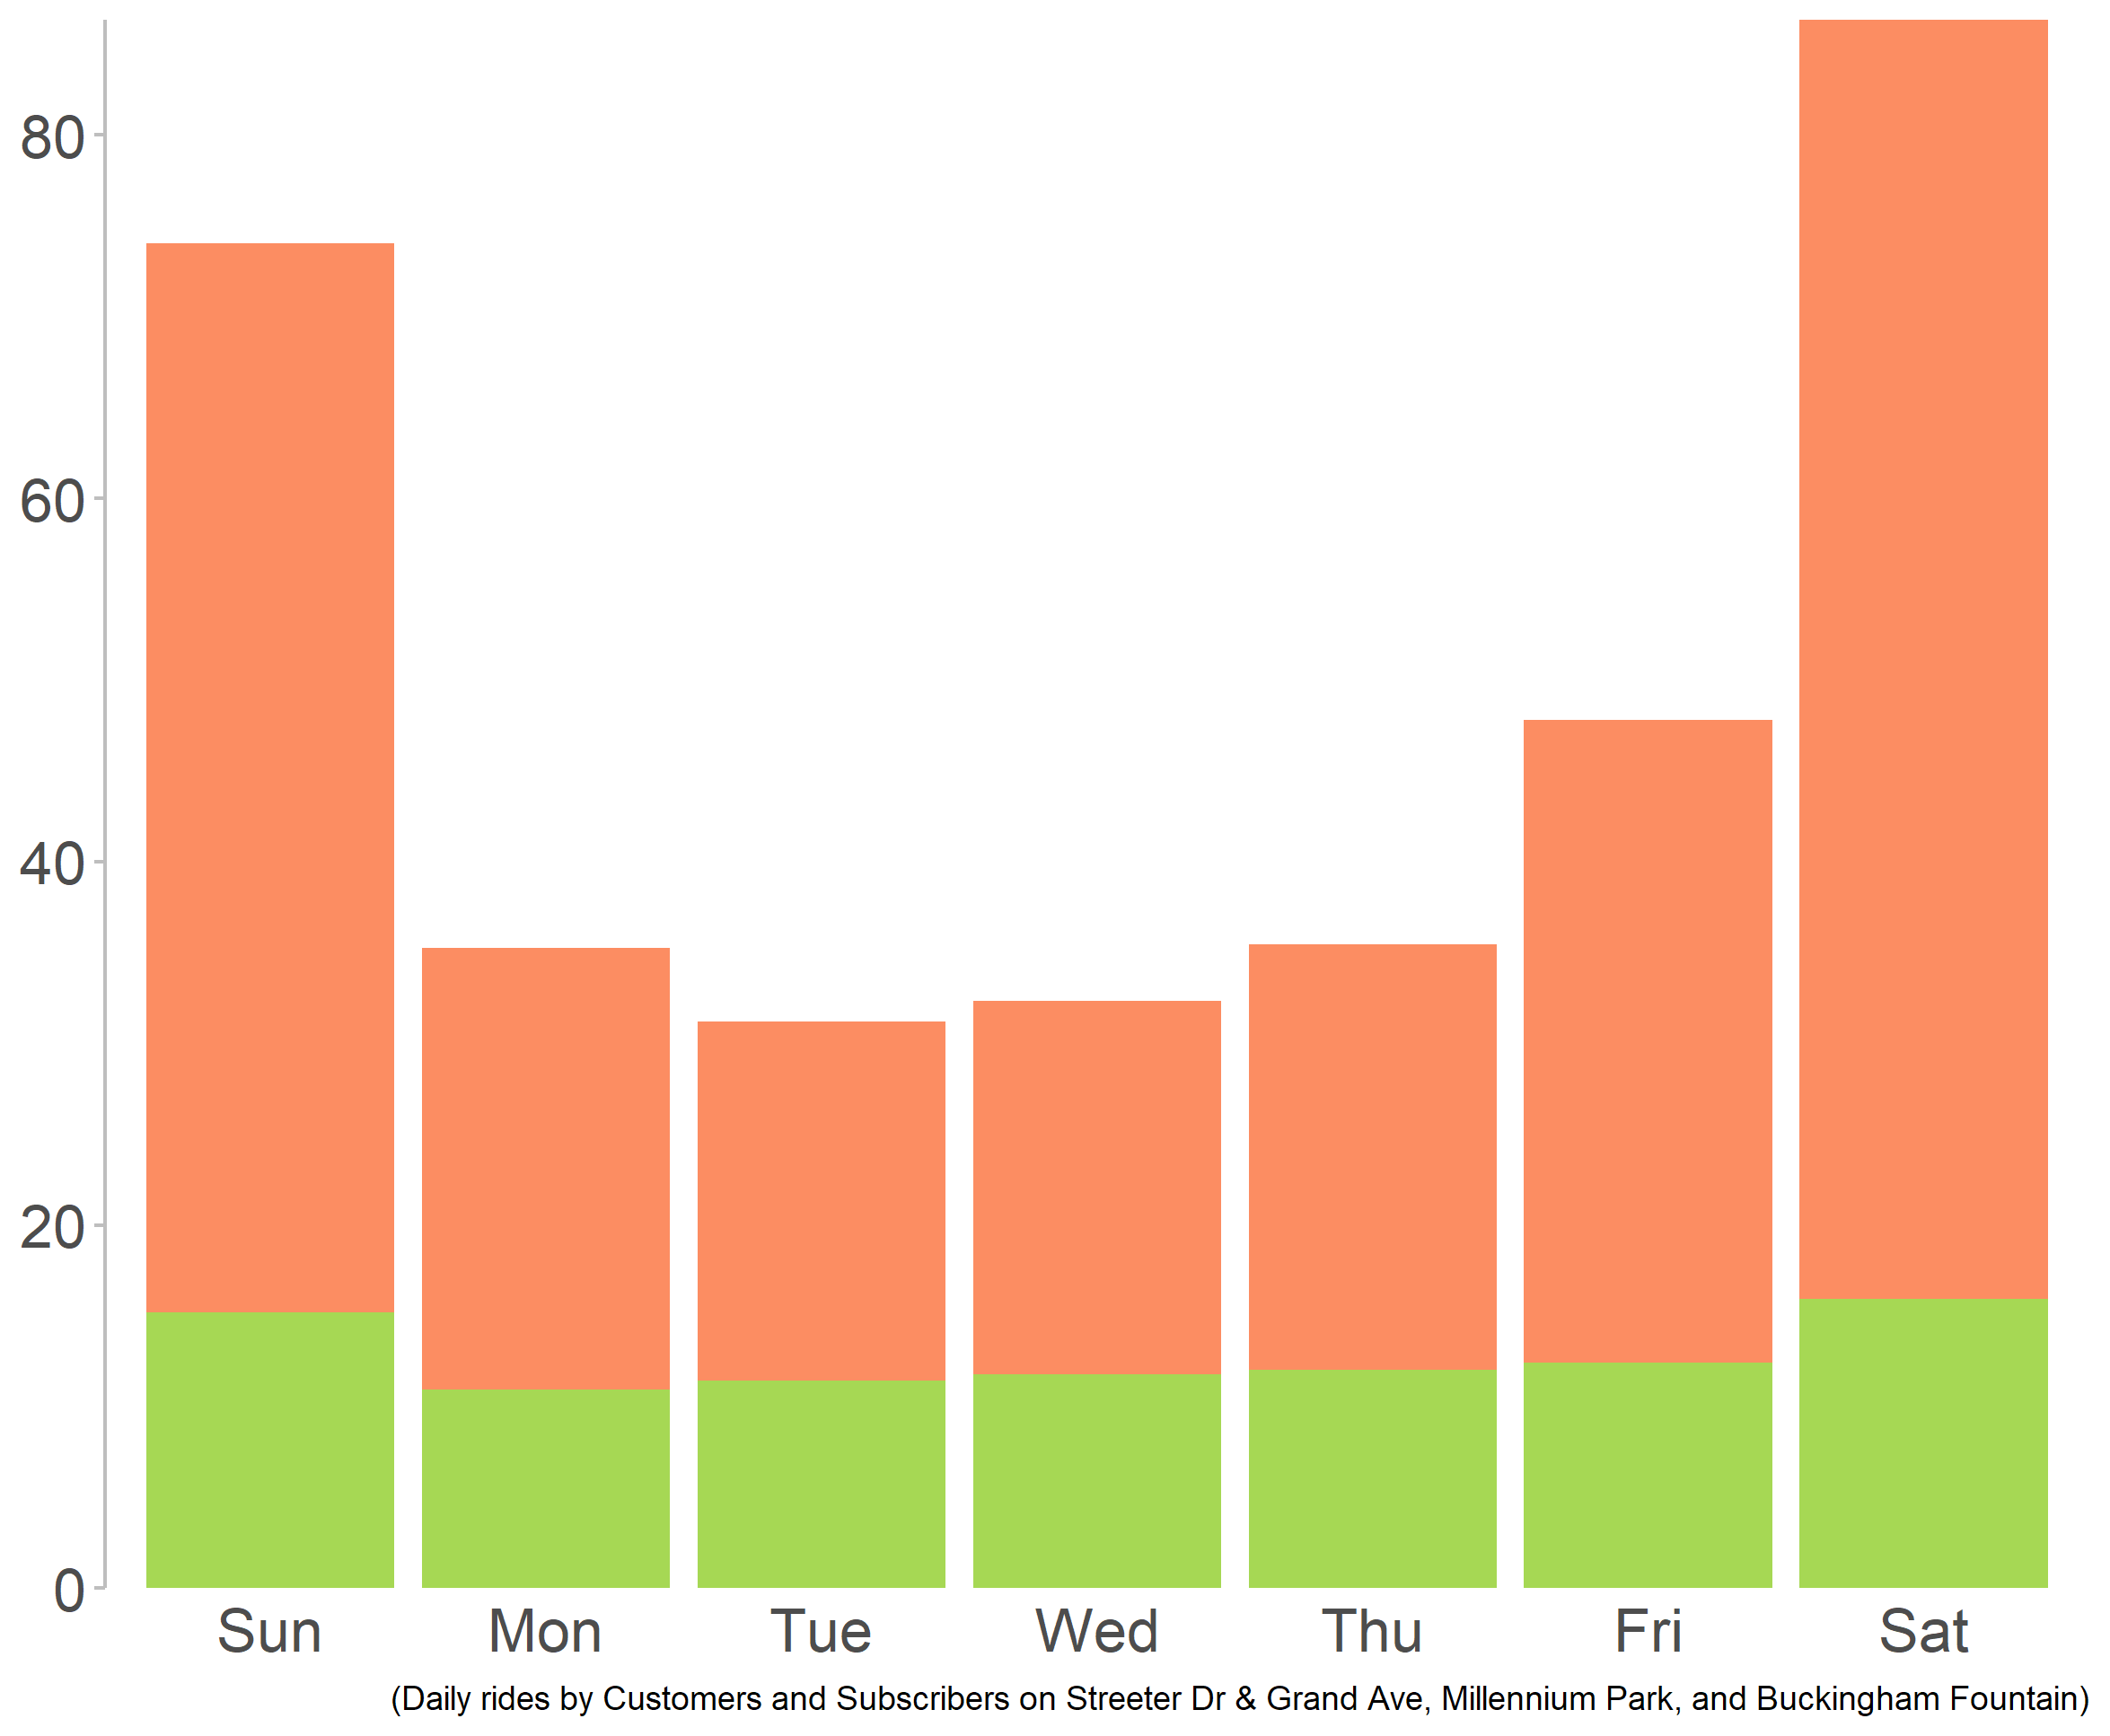 80
60
40
20
0
Sun Mon Tue Wed Thu Fri Sat
(Daily rides by Customers and Subscribers on Streeter Dr & Grand Ave, Millennium Park, and Buckingham Fountain)